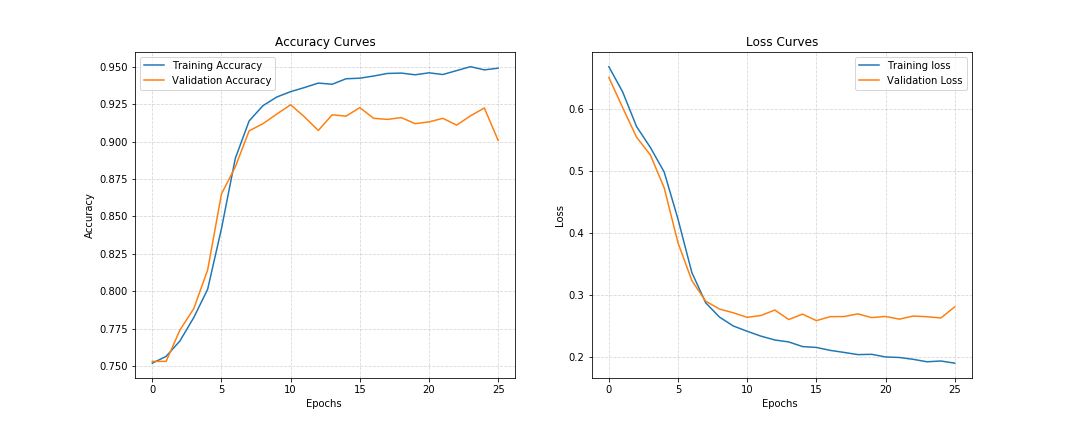 Accuracy Curves
Training Accuracy
Validation Accuracy
0.950
0.925
0.900
0.875
0.850
0.825
0.800
0.775
0.750
Accuracy
0 5 10 15 20 25
Epochs
Loss Curves
Training loss
Validation Loss
0.6
0.5
0.4
0.3
0.2
Loss
0 5 10 15 20 25
Epochs